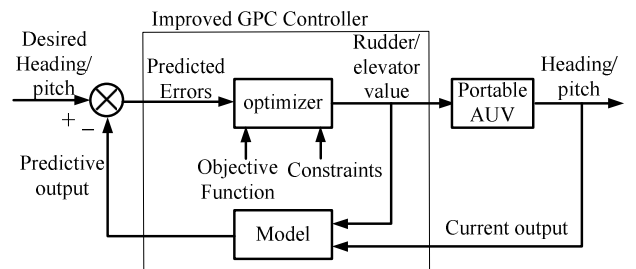 Improved GPC Controller
Desired
Heading/
pitch
+
−
Predicted
Errors
optimizer
Rudder/
elevator
value
Portable
AUV
Heading/
pitch
Objective
Function
Constraints
Predictive
output
Model
Current output